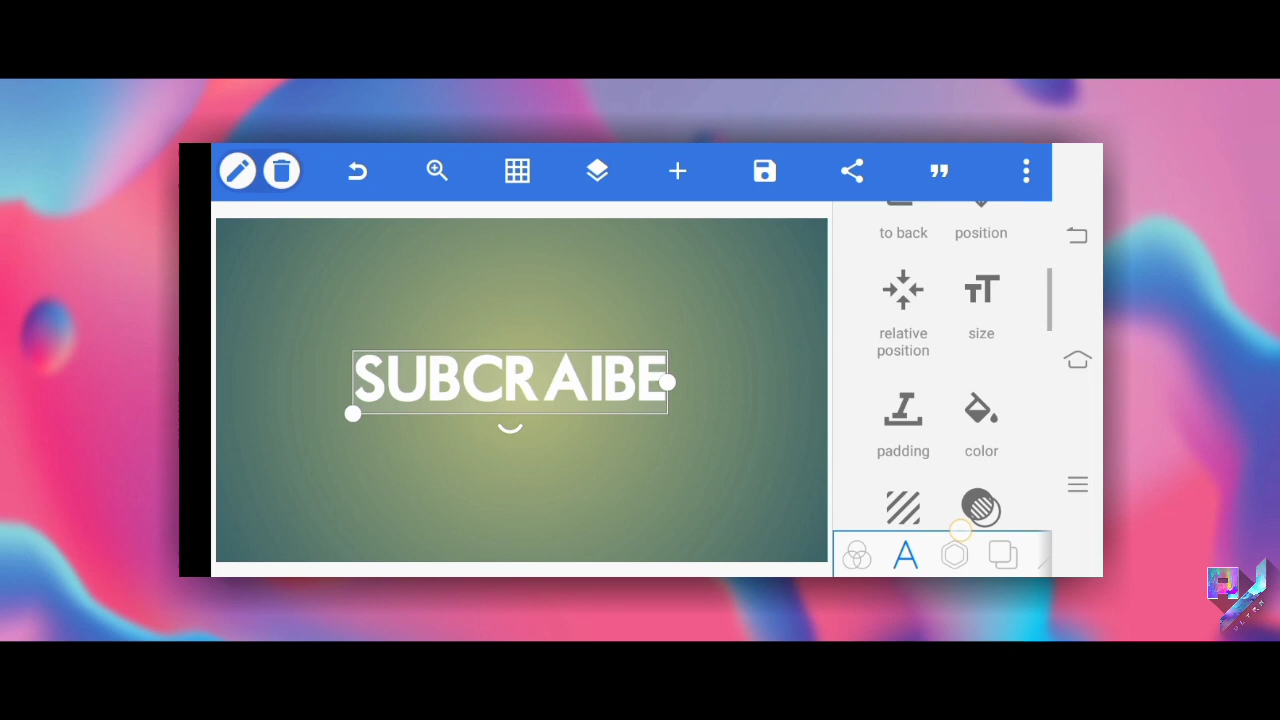 to back
position
relative
position
size
SUBCRAIBE
padding
color